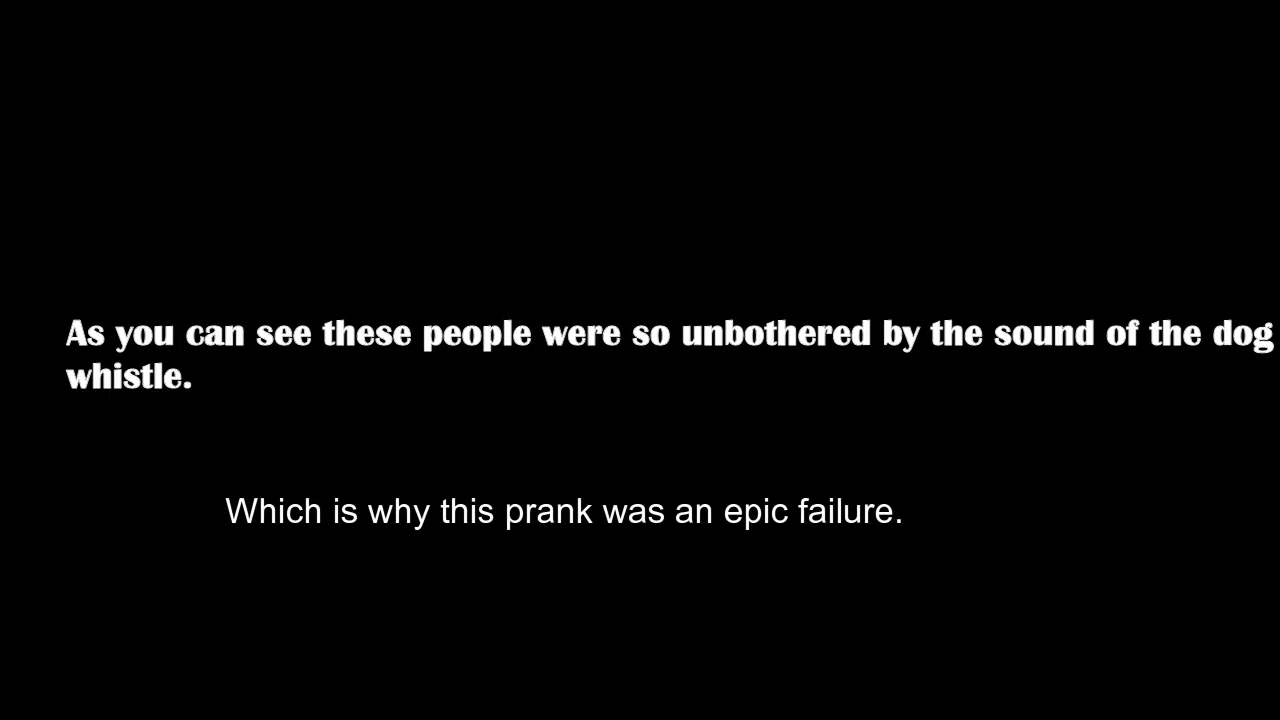 As you can see these people were so unbothered by the sound of the dog
whistle.
Which is why this prank was an epic failure.